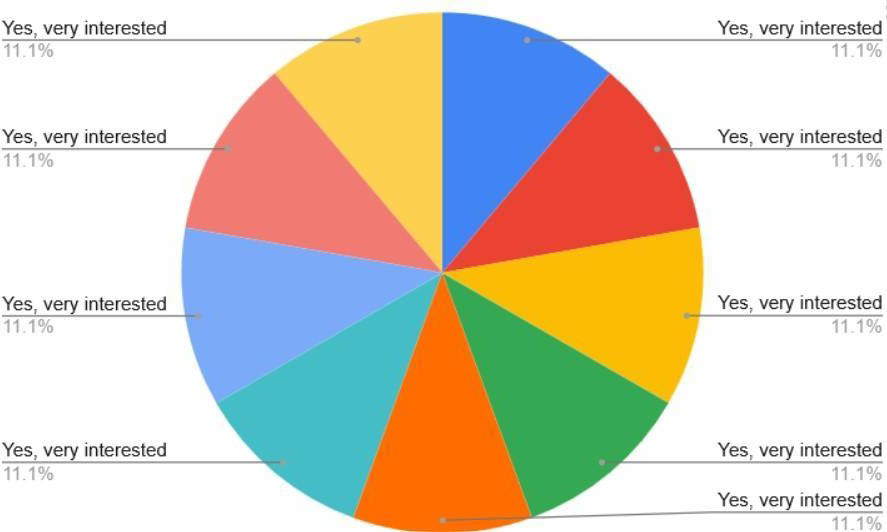 Yes, very interested
11.1%
Yes, very interested
11.1%
Yes, very interested
11.1%
Yes, very interested
11.1%
Yes, very interested
11.1%
Yes, very interested
11.1%
Yes, very interested
11.1%
Yes, very interested
11.1%
Yes, very interested
11.1%